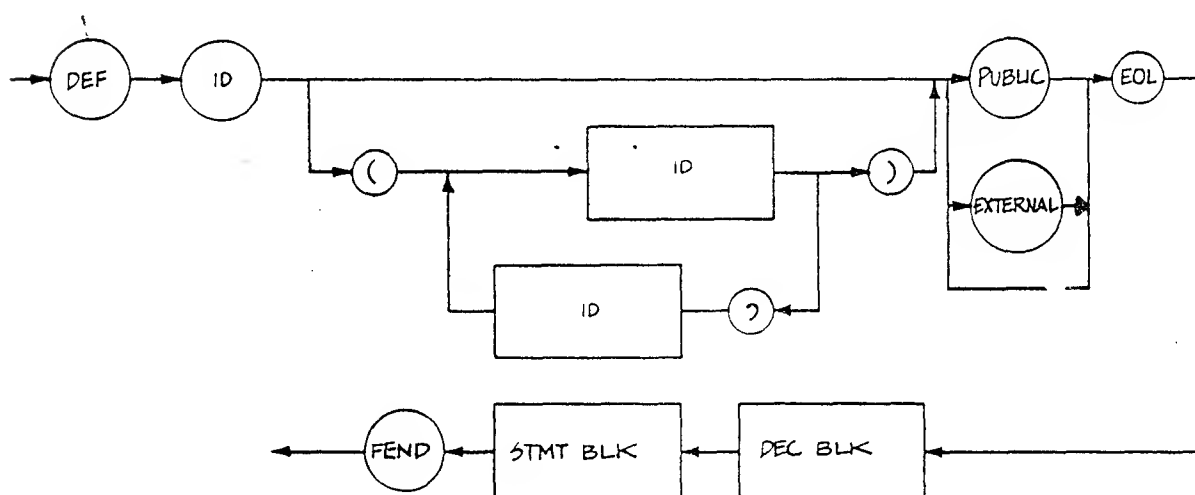 DEF ID PUBLIC EOL
( ID )
EXTERNAL
ID ,
FEND STMT BLK DEC BLK